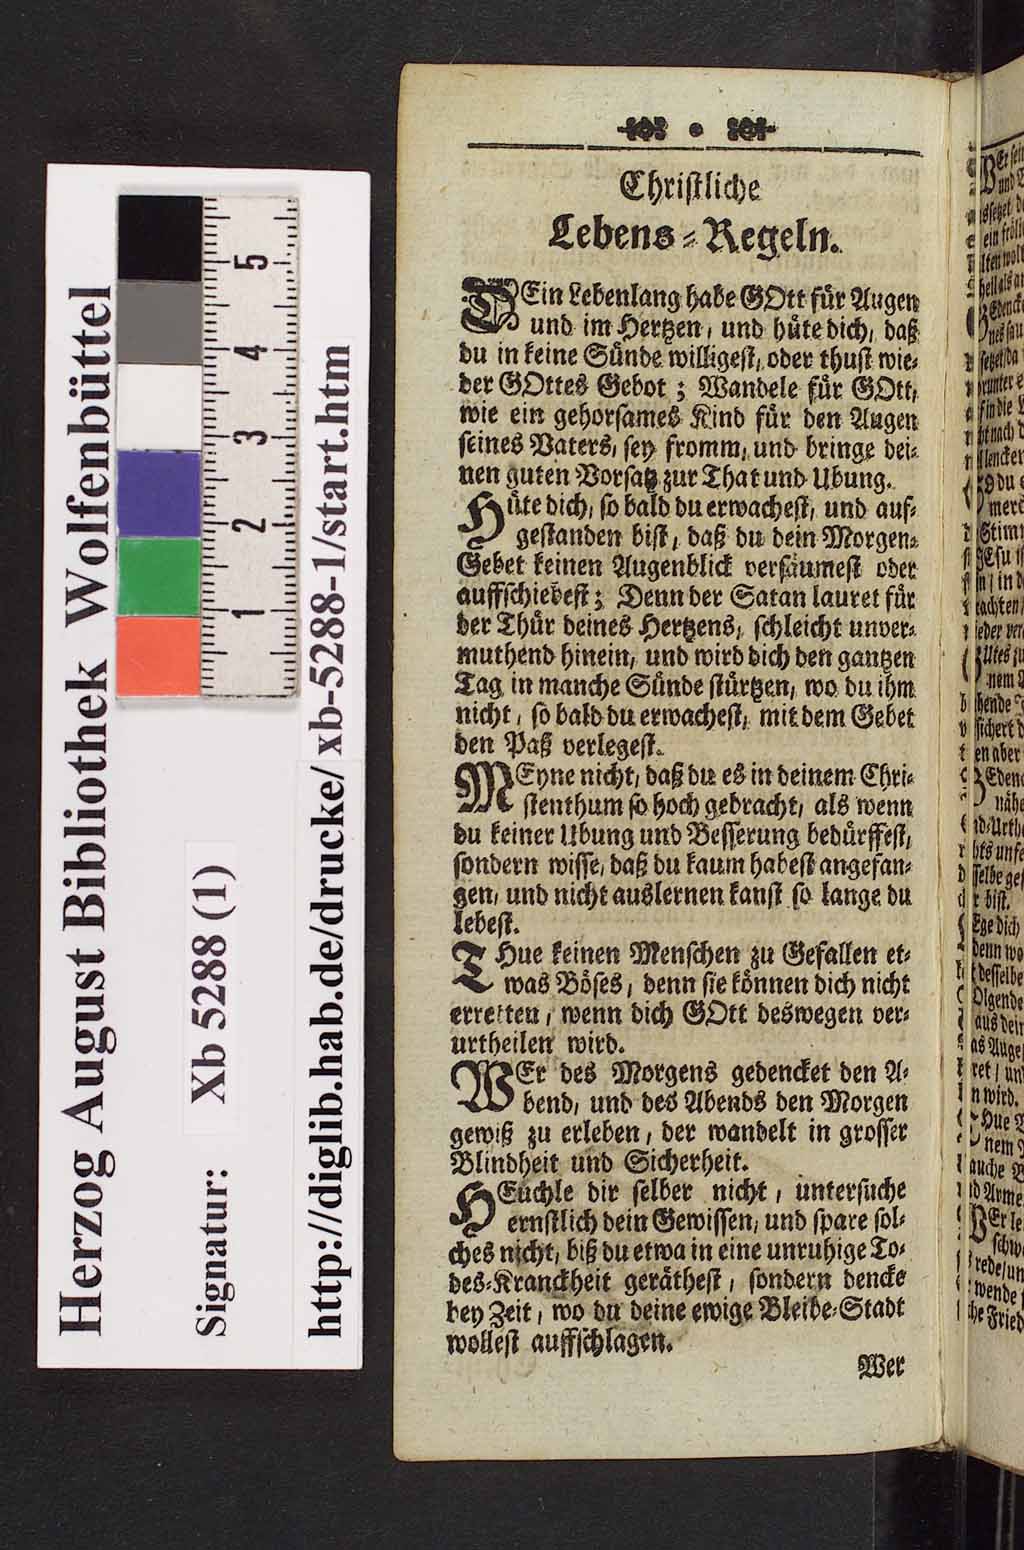 Herzog August Bibliothek Wolfenbüttel
Signatur: Xb 5288 (1)
http://diglib.hab.de/drucke/ xb-5288-1/start.htm
1 2 3 4 5
Christliche
Lebens-Regeln.
DEin Lebenlang habe GOtt für Augen
und im Hertzen, und hüte dich, daß
du in keine Sünde willigest, oder thust wie-
der GOttes Gebot; Wandele für GOtt,
wie ein gehorsames Kind für den Augen
seines Vaters, sey fromm, und bringe dei-
nen guten Vorsatz zur That und Ubung.
Hüte dich, so bald du erwachest, und auf-
gestanden bist, daß du dein Morgen-
Gebet keinen Augenblick versäumest oder
auffschiebest; Denn der Satan lauret für
der Thür deines Hertzens, schleicht unver-
muthend hinein, und wird dich den gantzen
Tag in manche Sünde stürtzen, wo du ihm
nicht, so bald du erwachest, mit dem Gebet
den Paß verlegest.
MEyne nicht, daß du es in deinem Chri-
stenthum so hoch gebracht, als wenn
du keiner Ubung und Besserung bedürffest,
sondern wisse, daß du kaum habest angefan-
gen, und nicht auslernen kanst so lange du
lebest.
THue keinen Menschen zu Gefallen et-
was Böses, denn sie können dich nicht
erretten, wenn dich GOtt deswegen ver-
urtheilen wird.
WEr des Morgens gedencket den A-
bend, und des Abends den Morgen
gewiß zu erleben, der wandelt in grosser
Blindheit und Sicherheit.
HEuchle dir selber nicht, untersuche
ernstlich dein Gewissen, und spare sol-
ches nicht, biß du etwa in eine unruhige To-
des-Kranckheit geräthest, sondern dencke
bey Zeit, wo du deine ewige Bleibe-Stadt
wollest auffschlagen.
Wer